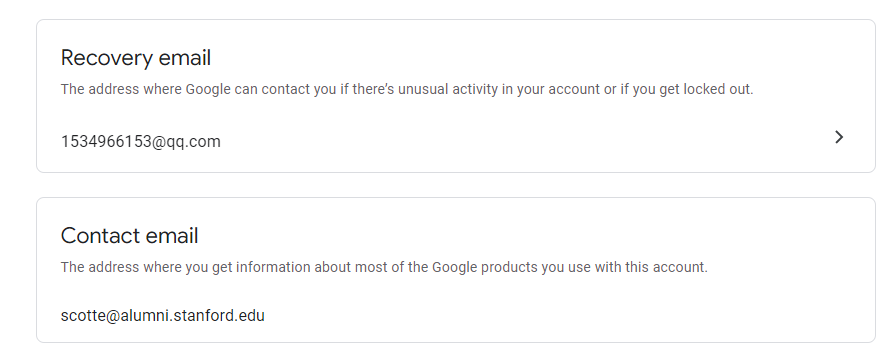 Recovery email
The address where Google can contact you if there’s unusual activity in your account or if you get locked out.
1534966153@qq.com
Contact email
The address where you get information about most of the Google products you use with this account.
scotte@alumni.stanford.edu